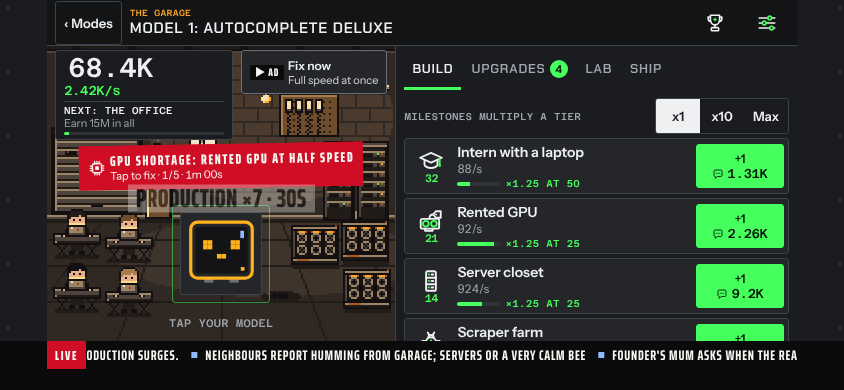 ‹ Modes
THE GARAGE
MODEL 1: AUTOCOMPLETE DELUXE
68.4K
2.42K/s
NEXT: THE OFFICE
Earn 15M in all
AD
Fix now
Full speed at once
GPU SHORTAGE: RENTED GPU AT HALF SPEED
Tap to fix · 1/5 · 1m 00s
PRODUCTION ×7 · 30S
TAP YOUR MODEL
BUILD
UPGRADES 4
LAB
SHIP
MILESTONES MULTIPLY A TIER
x1
x10
Max
Intern with a laptop
88/s
32
×1.25 AT 50
+1
1.31K
Rented GPU
92/s
21
×1.25 AT 25
+1
2.26K
Server closet
924/s
14
×1.25 AT 25
+1
9.2K
Scraper farm
+1
LIVE
ODUCTION SURGES. NEIGHBOURS REPORT HUMMING FROM GARAGE; SERVERS OR A VERY CALM BEE FOUNDER'S MUM ASKS WHEN THE REA